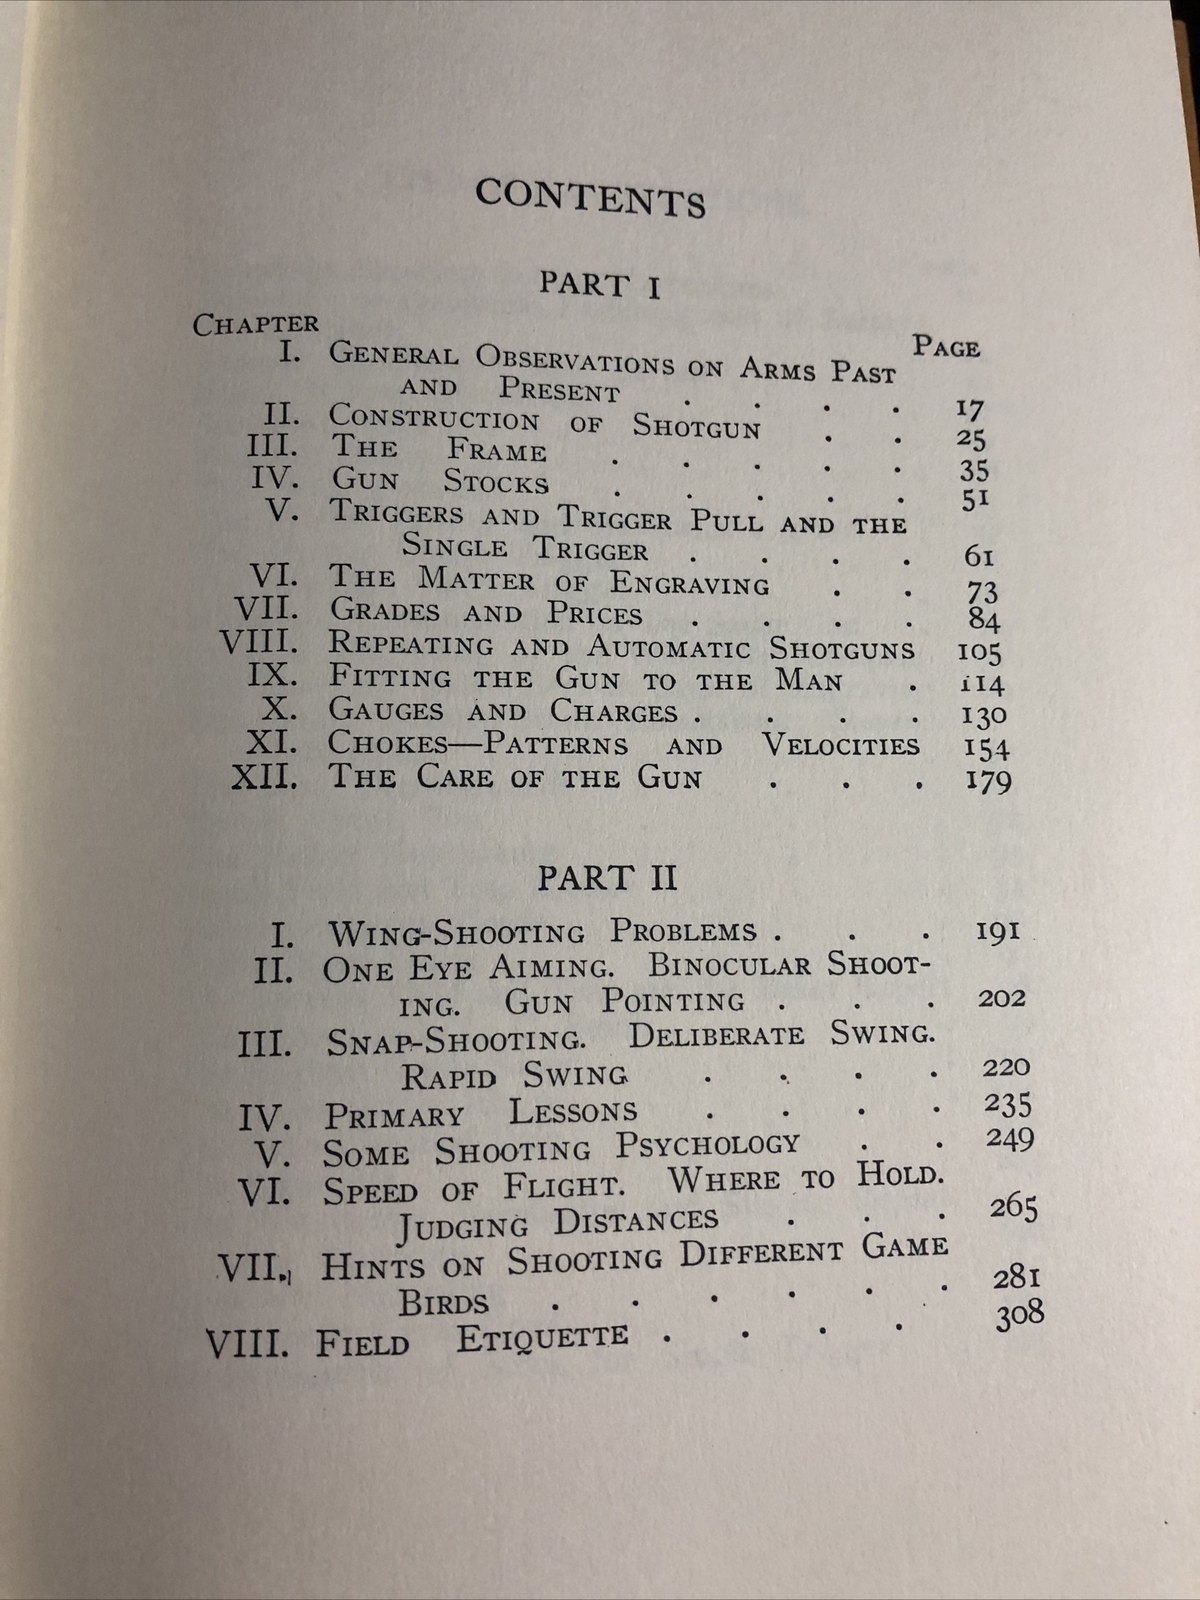 CONTENTS
PART I
CHAPTER PAGE
I. GENERAL OBSERVATIONS ON ARMS PAST
AND PRESENT . . . . 17
II. CONSTRUCTION OF SHOTGUN . . 25
III. THE FRAME . . . . . 35
IV. GUN STOCKS . . . . . 51
V. TRIGGERS AND TRIGGER PULL AND THE
SINGLE TRIGGER . . . . 61
VI. THE MATTER OF ENGRAVING . . 73
VII. GRADES AND PRICES . . . . 84
VIII. REPEATING AND AUTOMATIC SHOTGUNS 105
IX. FITTING THE GUN TO THE MAN . 114
X. GAUGES AND CHARGES . . . . 130
XI. CHOKES—PATTERNS AND VELOCITIES 154
XII. THE CARE OF THE GUN . . . 179
PART II
I. WING-SHOOTING PROBLEMS . . . 191
II. ONE EYE AIMING. BINOCULAR SHOOT-
ING. GUN POINTING . . . 202
III. SNAP-SHOOTING. DELIBERATE SWING.
RAPID SWING . . . . 220
IV. PRIMARY LESSONS . . . . 235
V. SOME SHOOTING PSYCHOLOGY . . 249
VI. SPEED OF FLIGHT. WHERE TO HOLD.
JUDGING DISTANCES . . . 265
VII. HINTS ON SHOOTING DIFFERENT GAME
BIRDS . . . . . . 281
VIII. FIELD ETIQUETTE . . . . 308